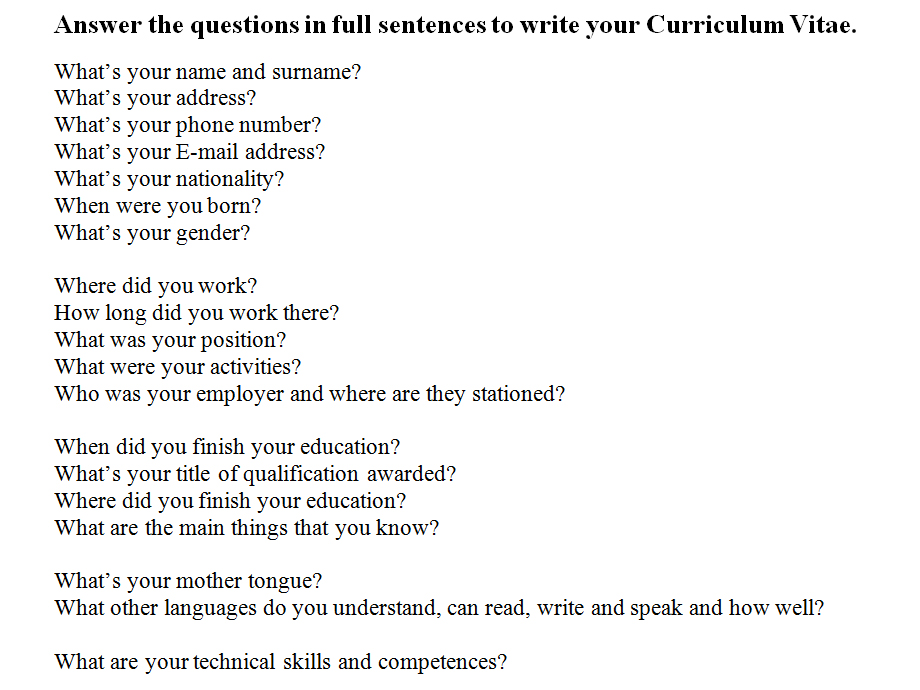 Answer the questions in full sentences to write your Curriculum Vitae.
What's your name and surname?
What's your address?
What's your phone number?
What's your E-mail address?
What's your nationality?
When were you born?
What's your gender?
Where did you work?
How long did you work there?
What was your position?
What were your activities?
Who was your employer and where are they stationed?
When did you finish your education?
What's your title of qualification awarded?
Where did you finish your education?
What are the main things that you know?
What's your mother tongue?
What other languages do you understand, can read, write and speak and how well?
What are your technical skills and competences?